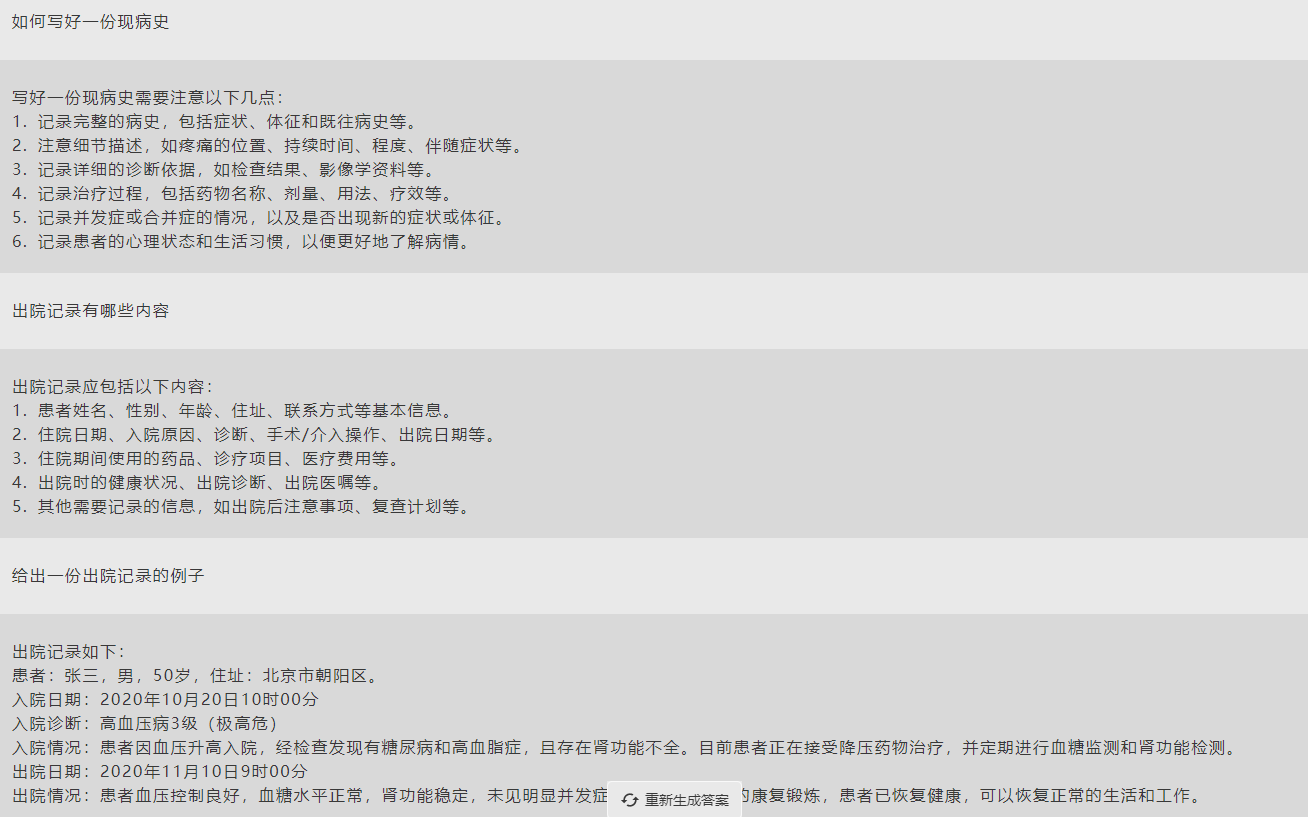 如何写好一份现病史
写好一份现病史需要注意以下几点：
1. 记录完整的病史，包括症状、体征和既往病史等。
2. 注意细节描述，如疼痛的位置、持续时间、程度、伴随症状等。
3. 记录详细的诊断依据，如检查结果、影像学资料等。
4. 记录治疗过程，包括药物名称、剂量、用法、疗效等。
5. 记录并发症或合并症的情况，以及是否出现新的症状或体征。
6. 记录患者的心理状态和生活习惯，以便更好地了解病情。
出院记录有哪些内容
出院记录应包括以下内容：
1. 患者姓名、性别、年龄、住址、联系方式等基本信息。
2. 住院日期、入院原因、诊断、手术/介入操作、出院日期等。
3. 住院期间使用的药品、诊疗项目、医疗费用等。
4. 出院时的健康状况、出院诊断、出院医嘱等。
5. 其他需要记录的信息，如出院后注意事项、复查计划等。
给出一份出院记录的例子
出院记录如下：
患者：张三，男，50岁，住址：北京市朝阳区。
入院日期：2020年10月20日10时00分
入院诊断：高血压病3级（极高危）
入院情况：患者因血压升高入院，经检查发现有糖尿病和高血脂症，且存在肾功能不全。目前患者正在接受降压药物治疗，并定期进行血糖监测和肾功能检测。
出院日期：2020年11月10日9时00分
出院情况：患者血压控制良好，血糖水平正常，肾功能稳定，未见明显并发症 的康复锻炼，患者已恢复健康，可以恢复正常的生活和工作。
重新生成答案